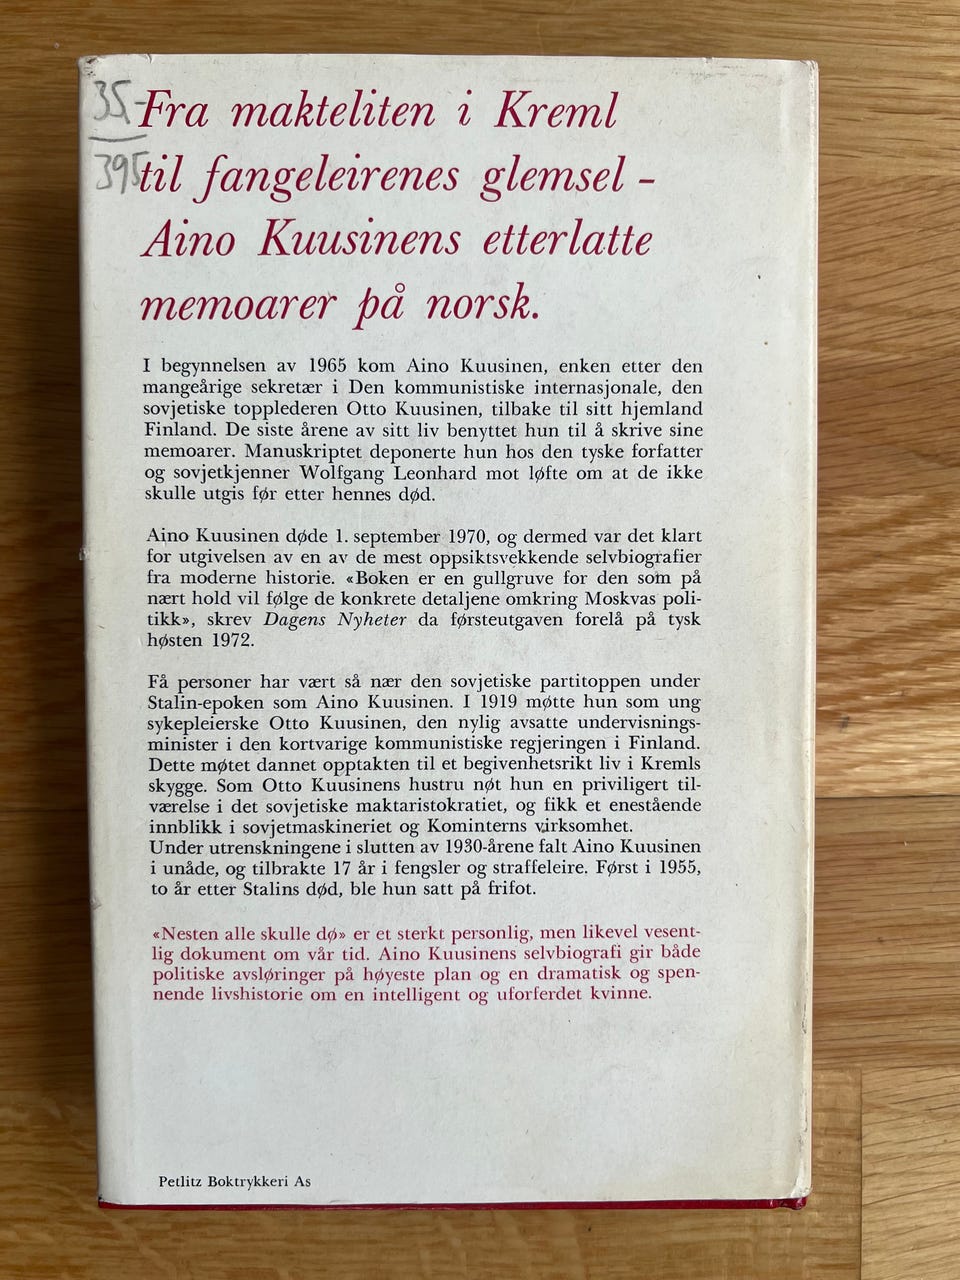 35,-
395
Fra makteliten i Kreml
til fangeleirenes glemsel –
Aino Kuusinens etterlatte
memoarer på norsk.
I begynnelsen av 1965 kom Aino Kuusinen, enken etter den
mangeårige sekretær i Den kommunistiske internasjonale, den
sovjetiske topplederen Otto Kuusinen, tilbake til sitt hjemland
Finland. De siste årene av sitt liv benyttet hun til å skrive sine
memoarer. Manuskriptet deponerte hun hos den tyske forfatter
og sovjetkjenner Wolfgang Leonhard mot løfte om at de ikke
skulle utgis før etter hennes død.
Aino Kuusinen døde 1. september 1970, og dermed var det klart
for utgivelsen av en av de mest oppsiktsvekkende selvbiografier
fra moderne historie. «Boken er en gullgruve for den som på
nært hold vil følge de konkrete detaljene omkring Moskvas poli-
tikk», skrev Dagens Nyheter da førsteutgaven forelå på tysk
høsten 1972.
Få personer har vært så nær den sovjetiske partitoppen under
Stalin-epoken som Aino Kuusinen. I 1919 møtte hun som ung
sykepleierske Otto Kuusinen, den nylig avsatte undervisnings-
minister i den kortvarige kommunistiske regjeringen i Finland.
Dette møtet dannet opptakten til et begivenhetsrikt liv i Kremls
skygge. Som Otto Kuusinens hustru nøt hun en priviligert til-
værelse i det sovjetiske maktaristokratiet, og fikk et enestående
innblikk i sovjetmaskineriet og Kominterns virksomhet.
Under utrenskningene i slutten av 1930-årene falt Aino Kuusinen
i unåde, og tilbrakte 17 år i fengsler og straffeleire. Først i 1955,
to år etter Stalins død, ble hun satt på frifot.
«Nesten alle skulle dø» er et sterkt personlig, men likevel vesent-
lig dokument om vår tid. Aino Kuusinens selvbiografi gir både
politiske avsløringer på høyeste plan og en dramatisk og spen-
nende livshistorie om en intelligent og uforferdet kvinne.
Petlitz Boktrykkeri As